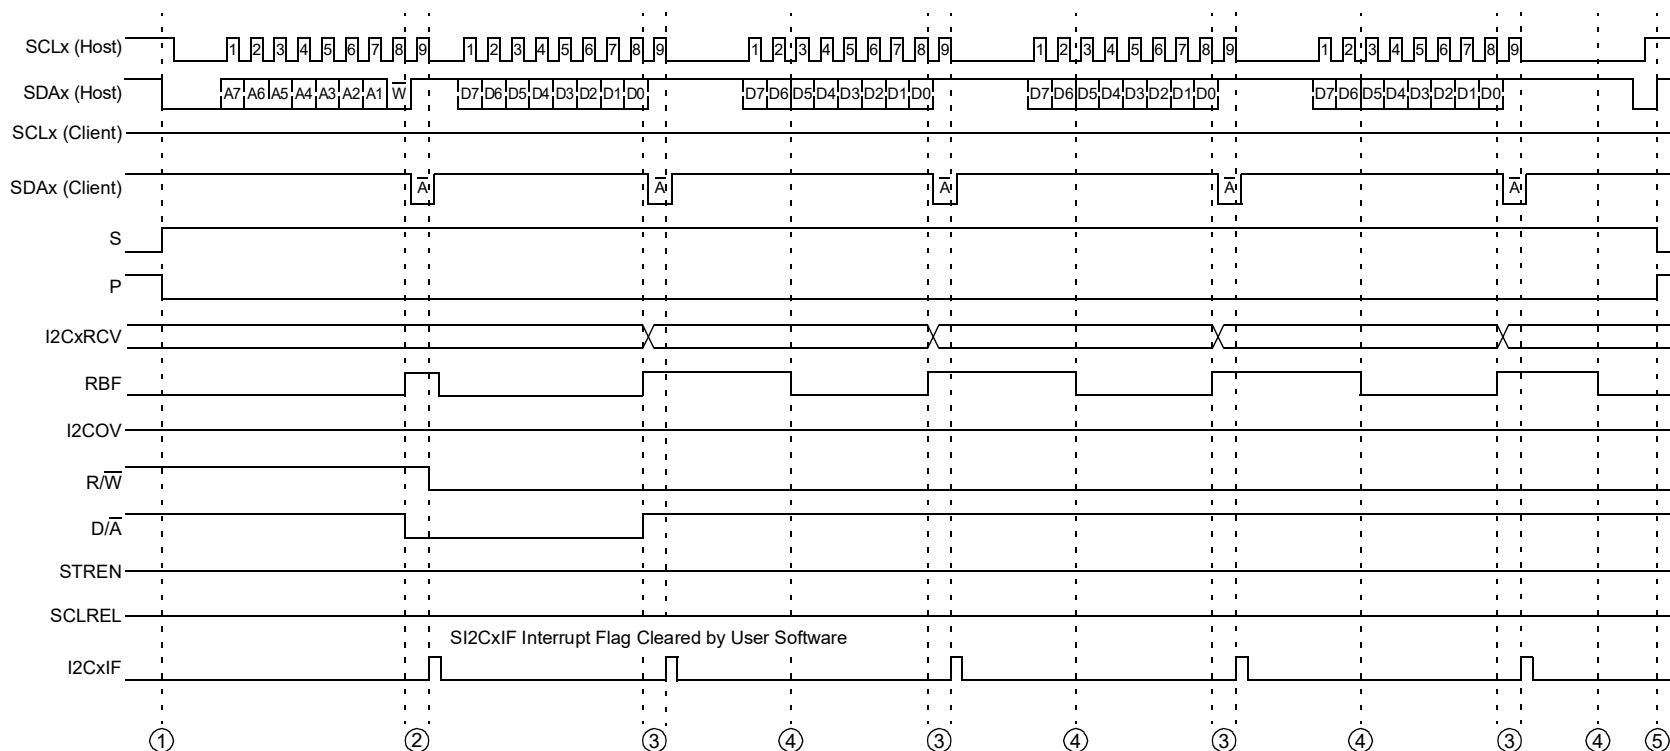 SCLx (Host) 1 2 3 4 5 6 7 8 9 1 2 3 4 5 6 7 8 9 1 2 3 4 5 6 7 8 9 1 2 3 4 5 6 7 8 9 1 2 3 4 5 6 7 8 9
SDAx (Host) A7 A6 A5 A4 A3 A2 A1 W̅ D7 D6 D5 D4 D3 D2 D1 D0 D7 D6 D5 D4 D3 D2 D1 D0 D7 D6 D5 D4 D3 D2 D1 D0 D7 D6 D5 D4 D3 D2 D1 D0
SCLx (Client)
SDAx (Client) A̅ A̅ A̅ A̅ A̅
S
P
I2CxRCV
RBF
I2COV
R/W̅
D/A̅
STREN
SCLREL
SI2CxIF Interrupt Flag Cleared by User Software
I2CxIF
① ② ③ ④ ③ ④ ③ ④ ③ ④ ⑤